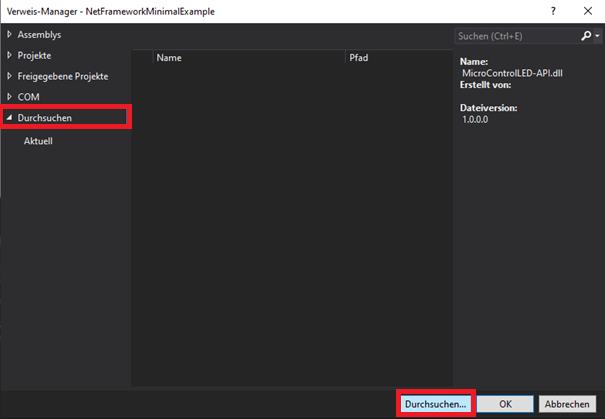 Verweis-Manager - NetFrameworkMinimalExample
Assemblys
Projekte
Freigegebene Projekte
COM
Durchsuchen
Aktuell
Name
Pfad
Suchen (Ctrl+E)
Name:
MicroControlLED-API.dll
Erstellt von:
Dateiversion:
1.0.0.0
Durchsuchen...
OK
Abbrechen